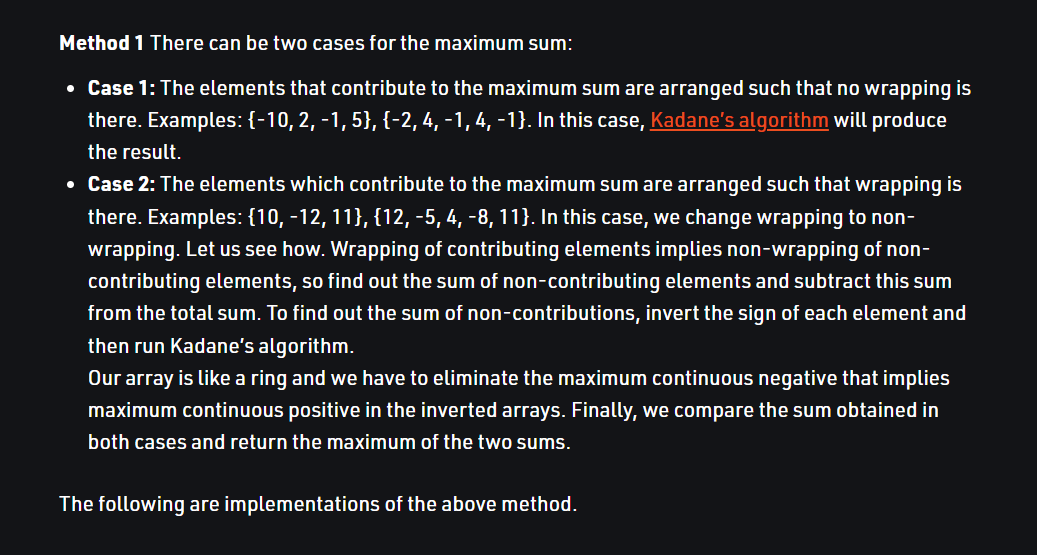 Method 1 There can be two cases for the maximum sum:
• Case 1: The elements that contribute to the maximum sum are arranged such that no wrapping is
there. Examples: {-10, 2, -1, 5}, {-2, 4, -1, 4, -1}. In this case, Kadane’s algorithm will produce
the result.
• Case 2: The elements which contribute to the maximum sum are arranged such that wrapping is
there. Examples: {10, -12, 11}, {12, -5, 4, -8, 11}. In this case, we change wrapping to non-
wrapping. Let us see how. Wrapping of contributing elements implies non-wrapping of non-
contributing elements, so find out the sum of non-contributing elements and subtract this sum
from the total sum. To find out the sum of non-contributions, invert the sign of each element and
then run Kadane’s algorithm.
Our array is like a ring and we have to eliminate the maximum continuous negative that implies
maximum continuous positive in the inverted arrays. Finally, we compare the sum obtained in
both cases and return the maximum of the two sums.
The following are implementations of the above method.